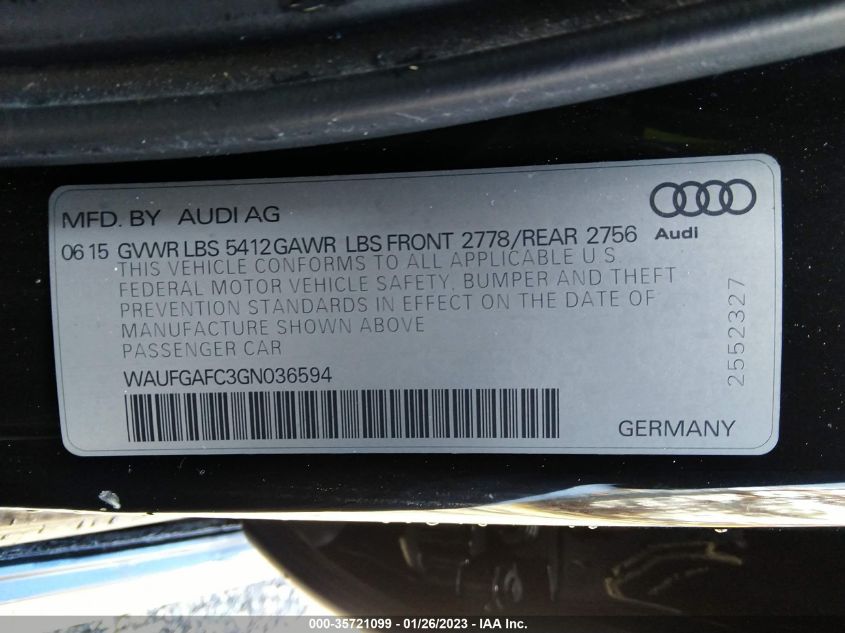 MFD. BY AUDI AG
06 15 GVWR LBS 5412 GAWR LBS FRONT 2778/REAR 2756
Audi
THIS VEHICLE CONFORMS TO ALL APPLICABLE U.S.
FEDERAL MOTOR VEHICLE SAFETY, BUMPER AND THEFT
PREVENTION STANDARDS IN EFFECT ON THE DATE OF
MANUFACTURE SHOWN ABOVE
PASSENGER CAR
2552327
WAUFGAFC3GN036594
GERMANY
000-35721099 / 01/26/2023 - IAA Inc.